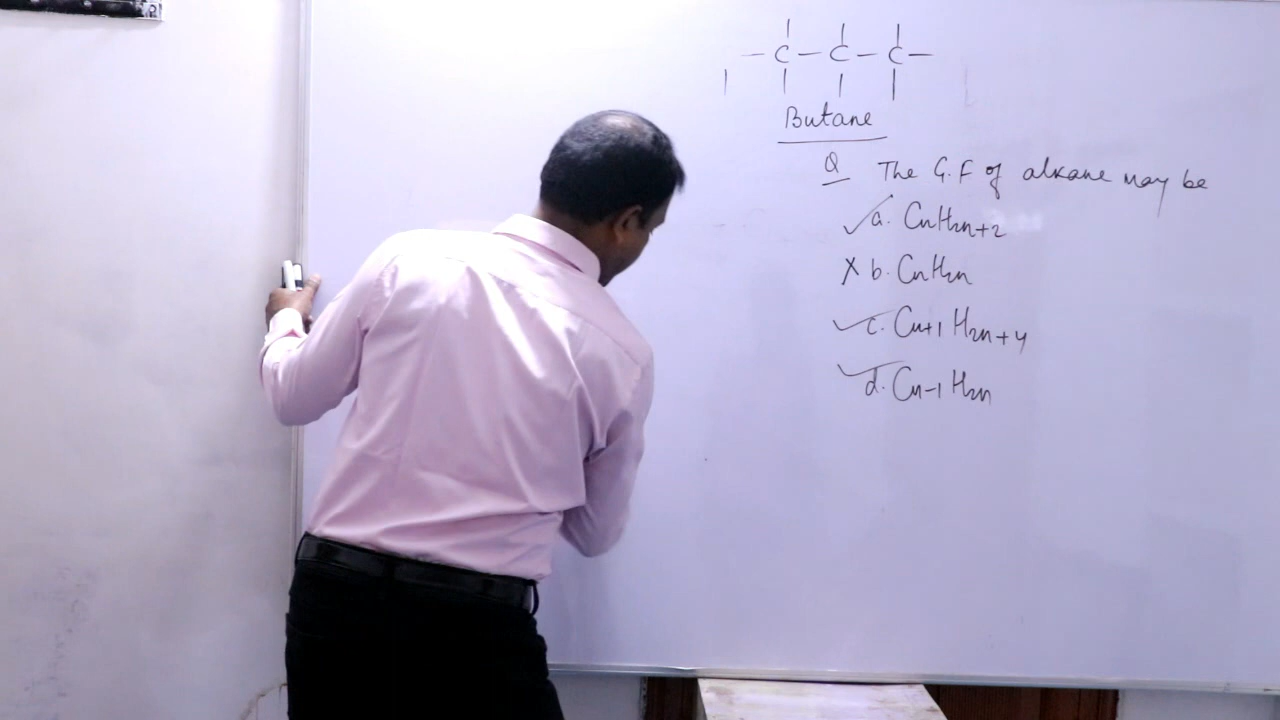 — C — C — C —
Butane
Q The G.F of alkane may be
✓ a. CnH2n+2
X b. CnH2n
✓ c. Cn+1 H2n+4
✓ d. Cn-1 H2n